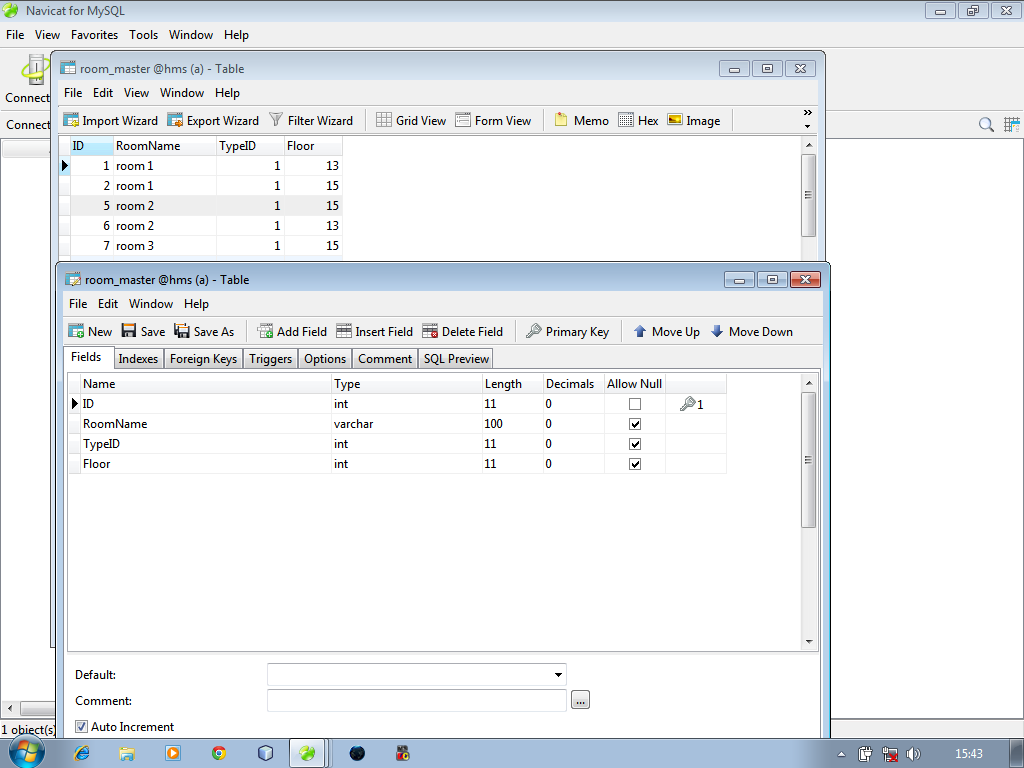 Navicat for MySQL
File View Favorites Tools Window Help
Connect
Connect
room_master @hms (a) - Table
File Edit View Window Help
Import Wizard Export Wizard Filter Wizard Grid View Form View Memo Hex Image »
ID RoomName TypeID Floor
1 room 1 1 13
2 room 1 1 15
5 room 2 1 15
6 room 2 1 13
7 room 3 1 15
room_master @hms (a) - Table
File Edit Window Help
New Save Save As Add Field Insert Field Delete Field Primary Key Move Up Move Down
Fields Indexes Foreign Keys Triggers Options Comment SQL Preview
Name Type Length Decimals Allow Null
ID int 11 0 1
RoomName varchar 100 0
TypeID int 11 0
Floor int 11 0
Default:
Comment: ...
Auto Increment
1 object(s)
15:43